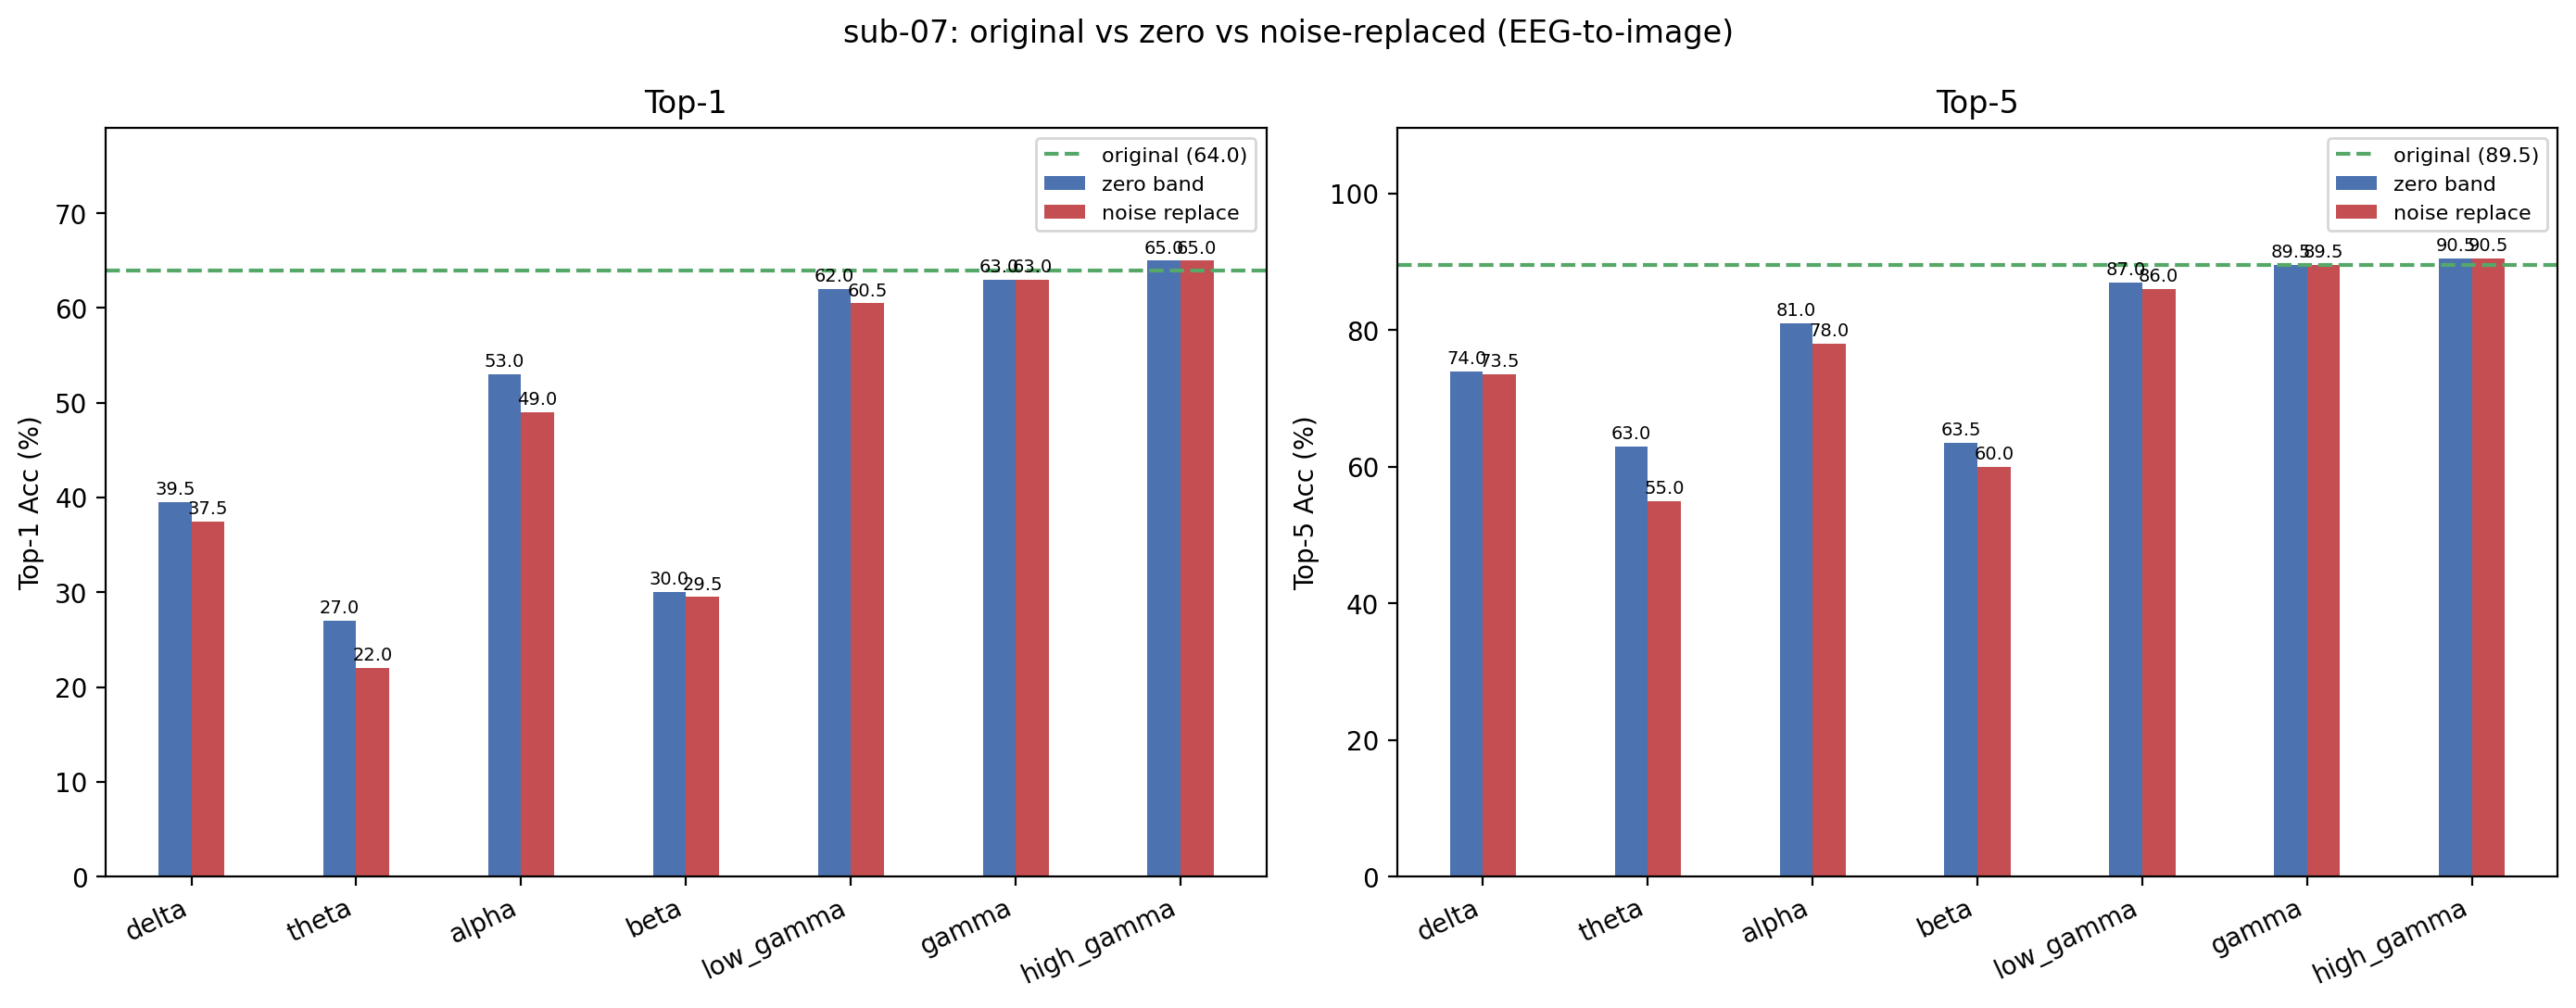 sub-07: original vs zero vs noise-replaced (EEG-to-image)
Top-1
original (64.0)
zero band
noise replace
Top-1 Acc (%)
70
60
50
40
30
20
10
0
39.5
37.5
27.0
22.0
53.0
49.0
30.0
29.5
62.0
60.5
63.0
63.0
65.0
65.0
delta
theta
alpha
beta
low_gamma
gamma
high_gamma
Top-5
original (89.5)
zero band
noise replace
Top-5 Acc (%)
100
80
60
40
20
0
74.0
73.5
63.0
55.0
81.0
78.0
63.5
60.0
87.0
86.0
89.5
89.5
90.5
90.5
delta
theta
alpha
beta
low_gamma
gamma
high_gamma